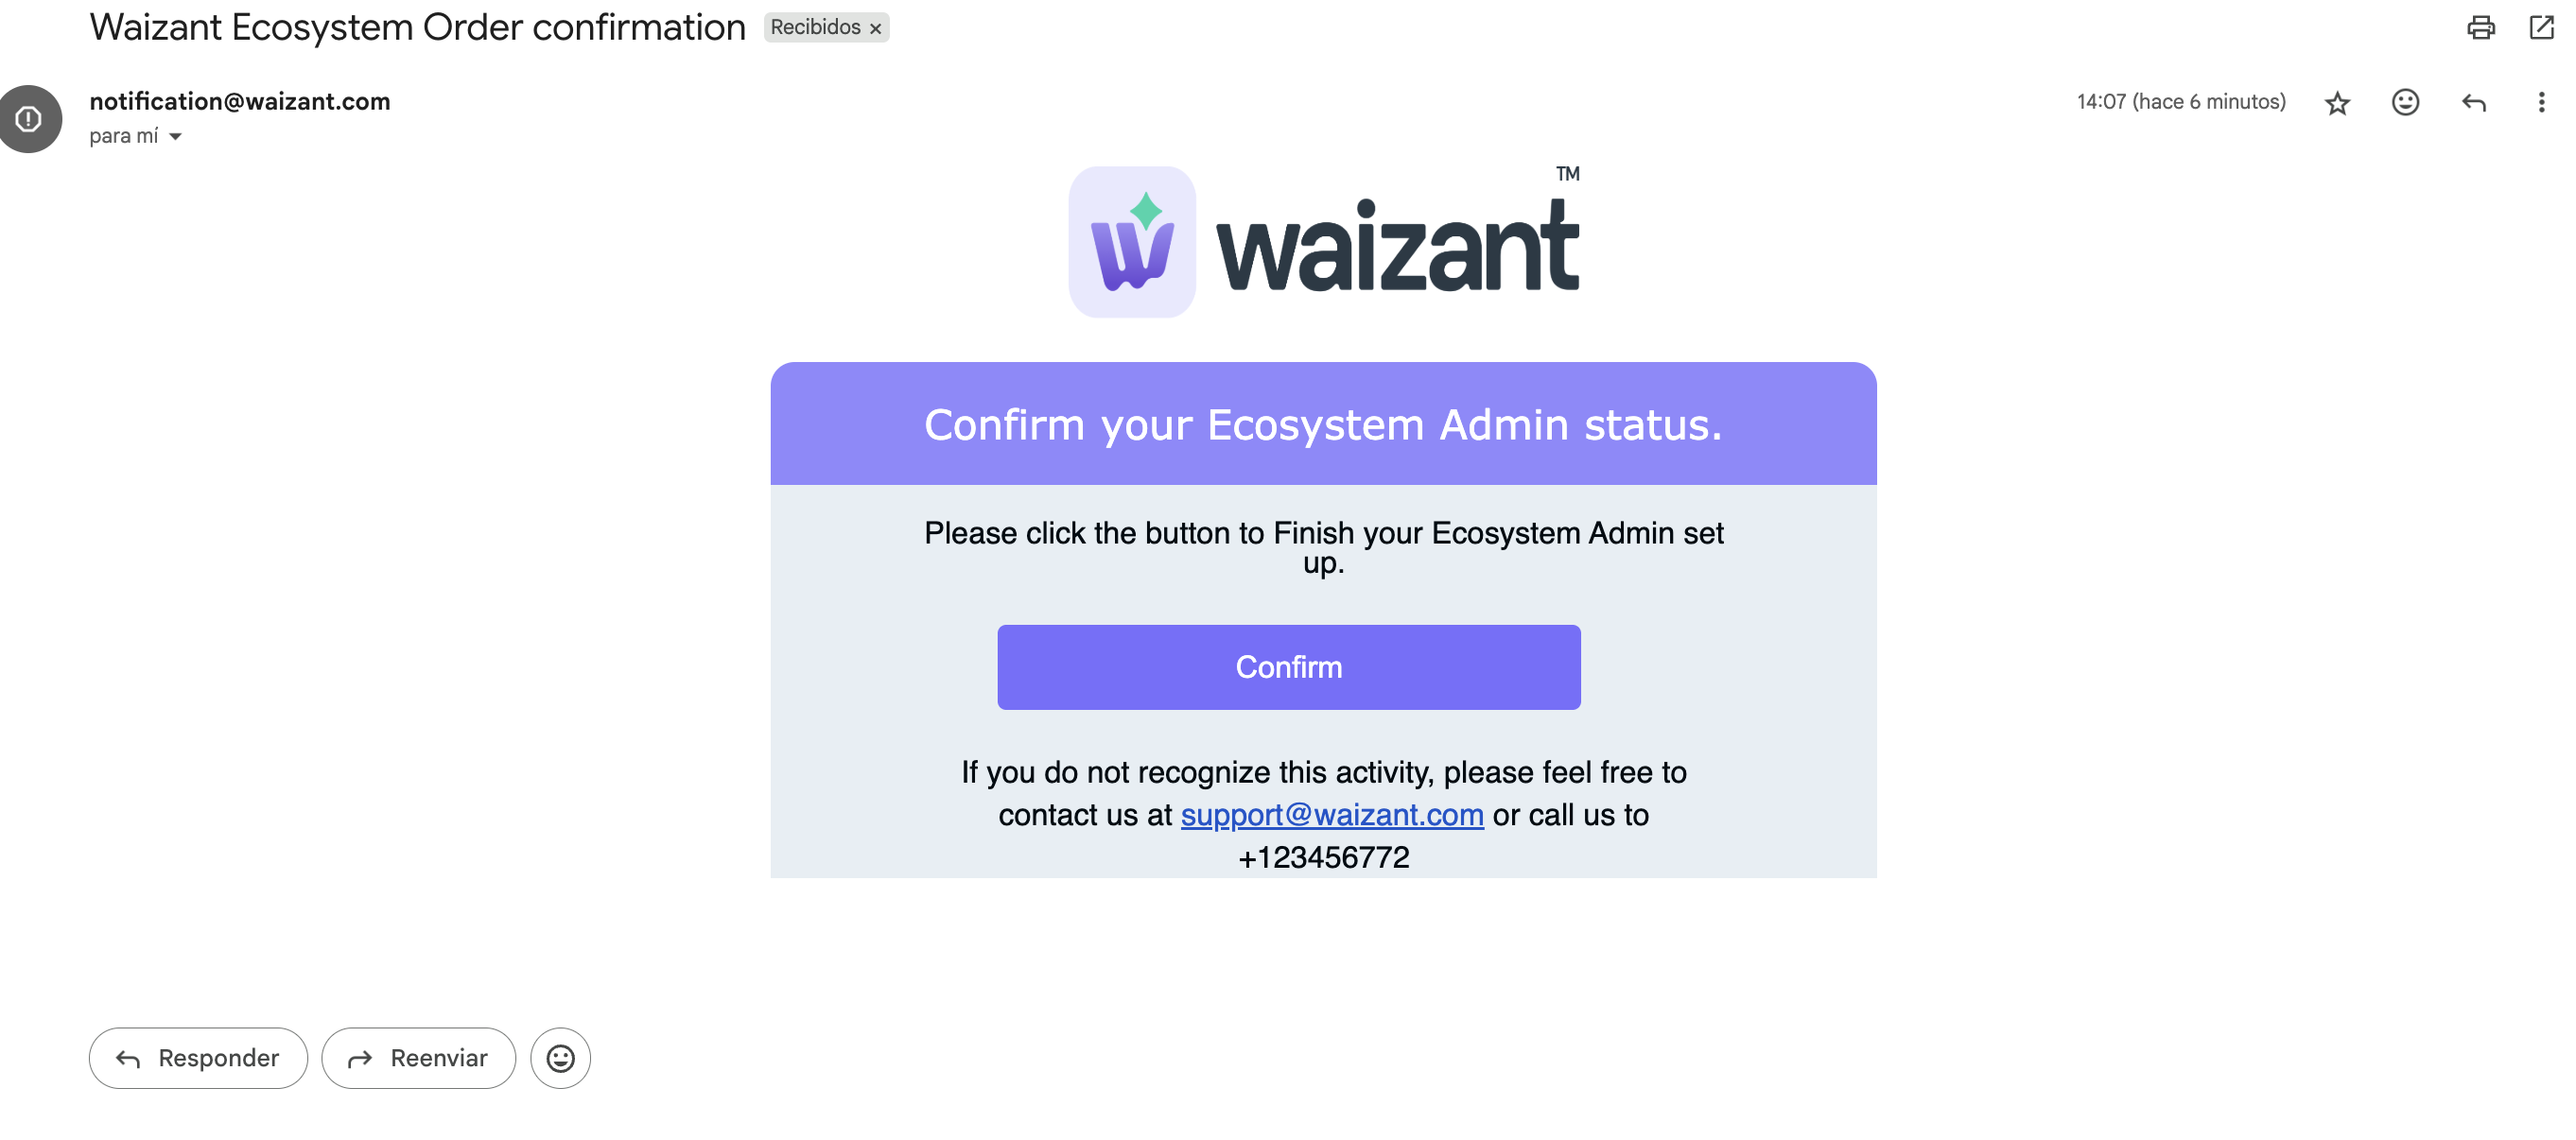 Waizant Ecosystem Order confirmation Recibidos ×
notification@waizant.com 14:07 (hace 6 minutos)
para mí
waizant™
Confirm your Ecosystem Admin status.
Please click the button to Finish your Ecosystem Admin set
up.
Confirm
If you do not recognize this activity, please feel free to
contact us at support@waizant.com or call us to
+123456772
Responder Reenviar